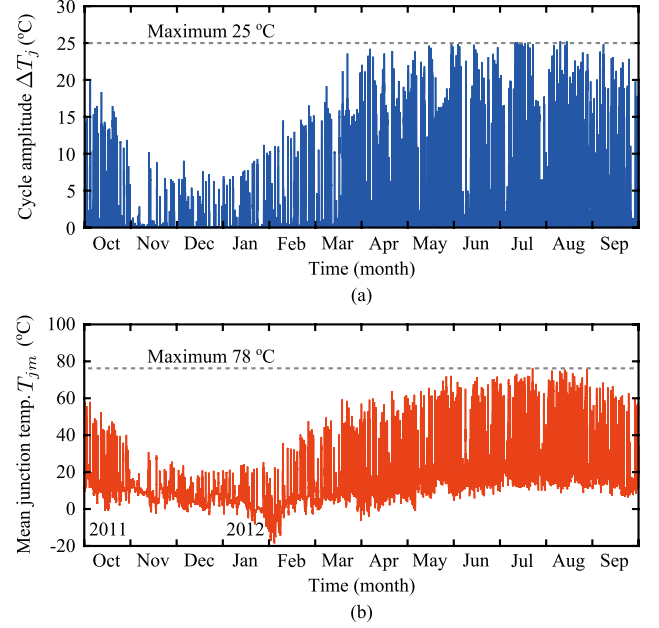 Cycle amplitude ΔTj (ºC)
30
25
20
15
10
5
0
Maximum 25 ºC
Oct Nov Dec Jan Feb Mar Apr May Jun Jul Aug Sep
Time (month)
(a)
Mean junction temp. Tjm (ºC)
100
80
60
40
20
0
-20
Maximum 78 ºC
2011 2012
Oct Nov Dec Jan Feb Mar Apr May Jun Jul Aug Sep
Time (month)
(b)